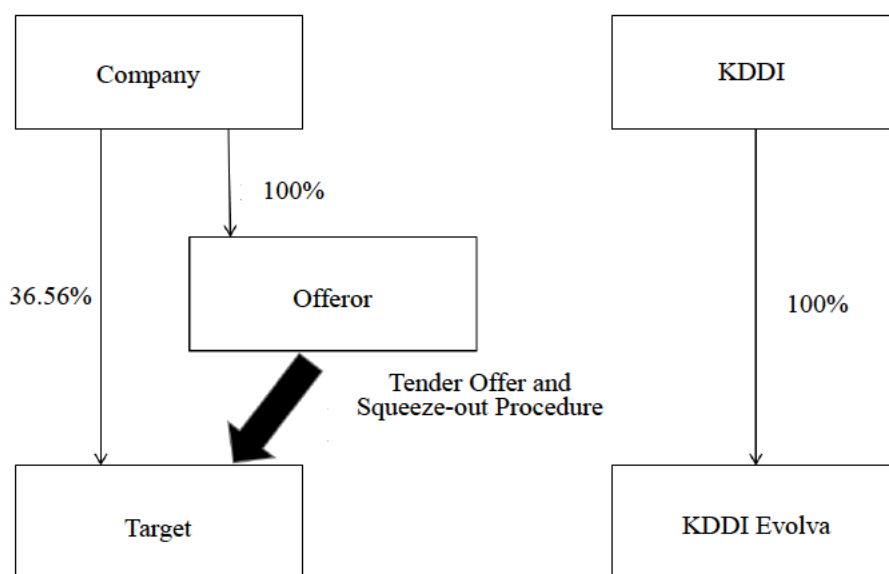 Company
KDDI
100%
Offeror
36.56%
100%
Tender Offer and
Squeeze-out Procedure
Target
KDDI Evolva